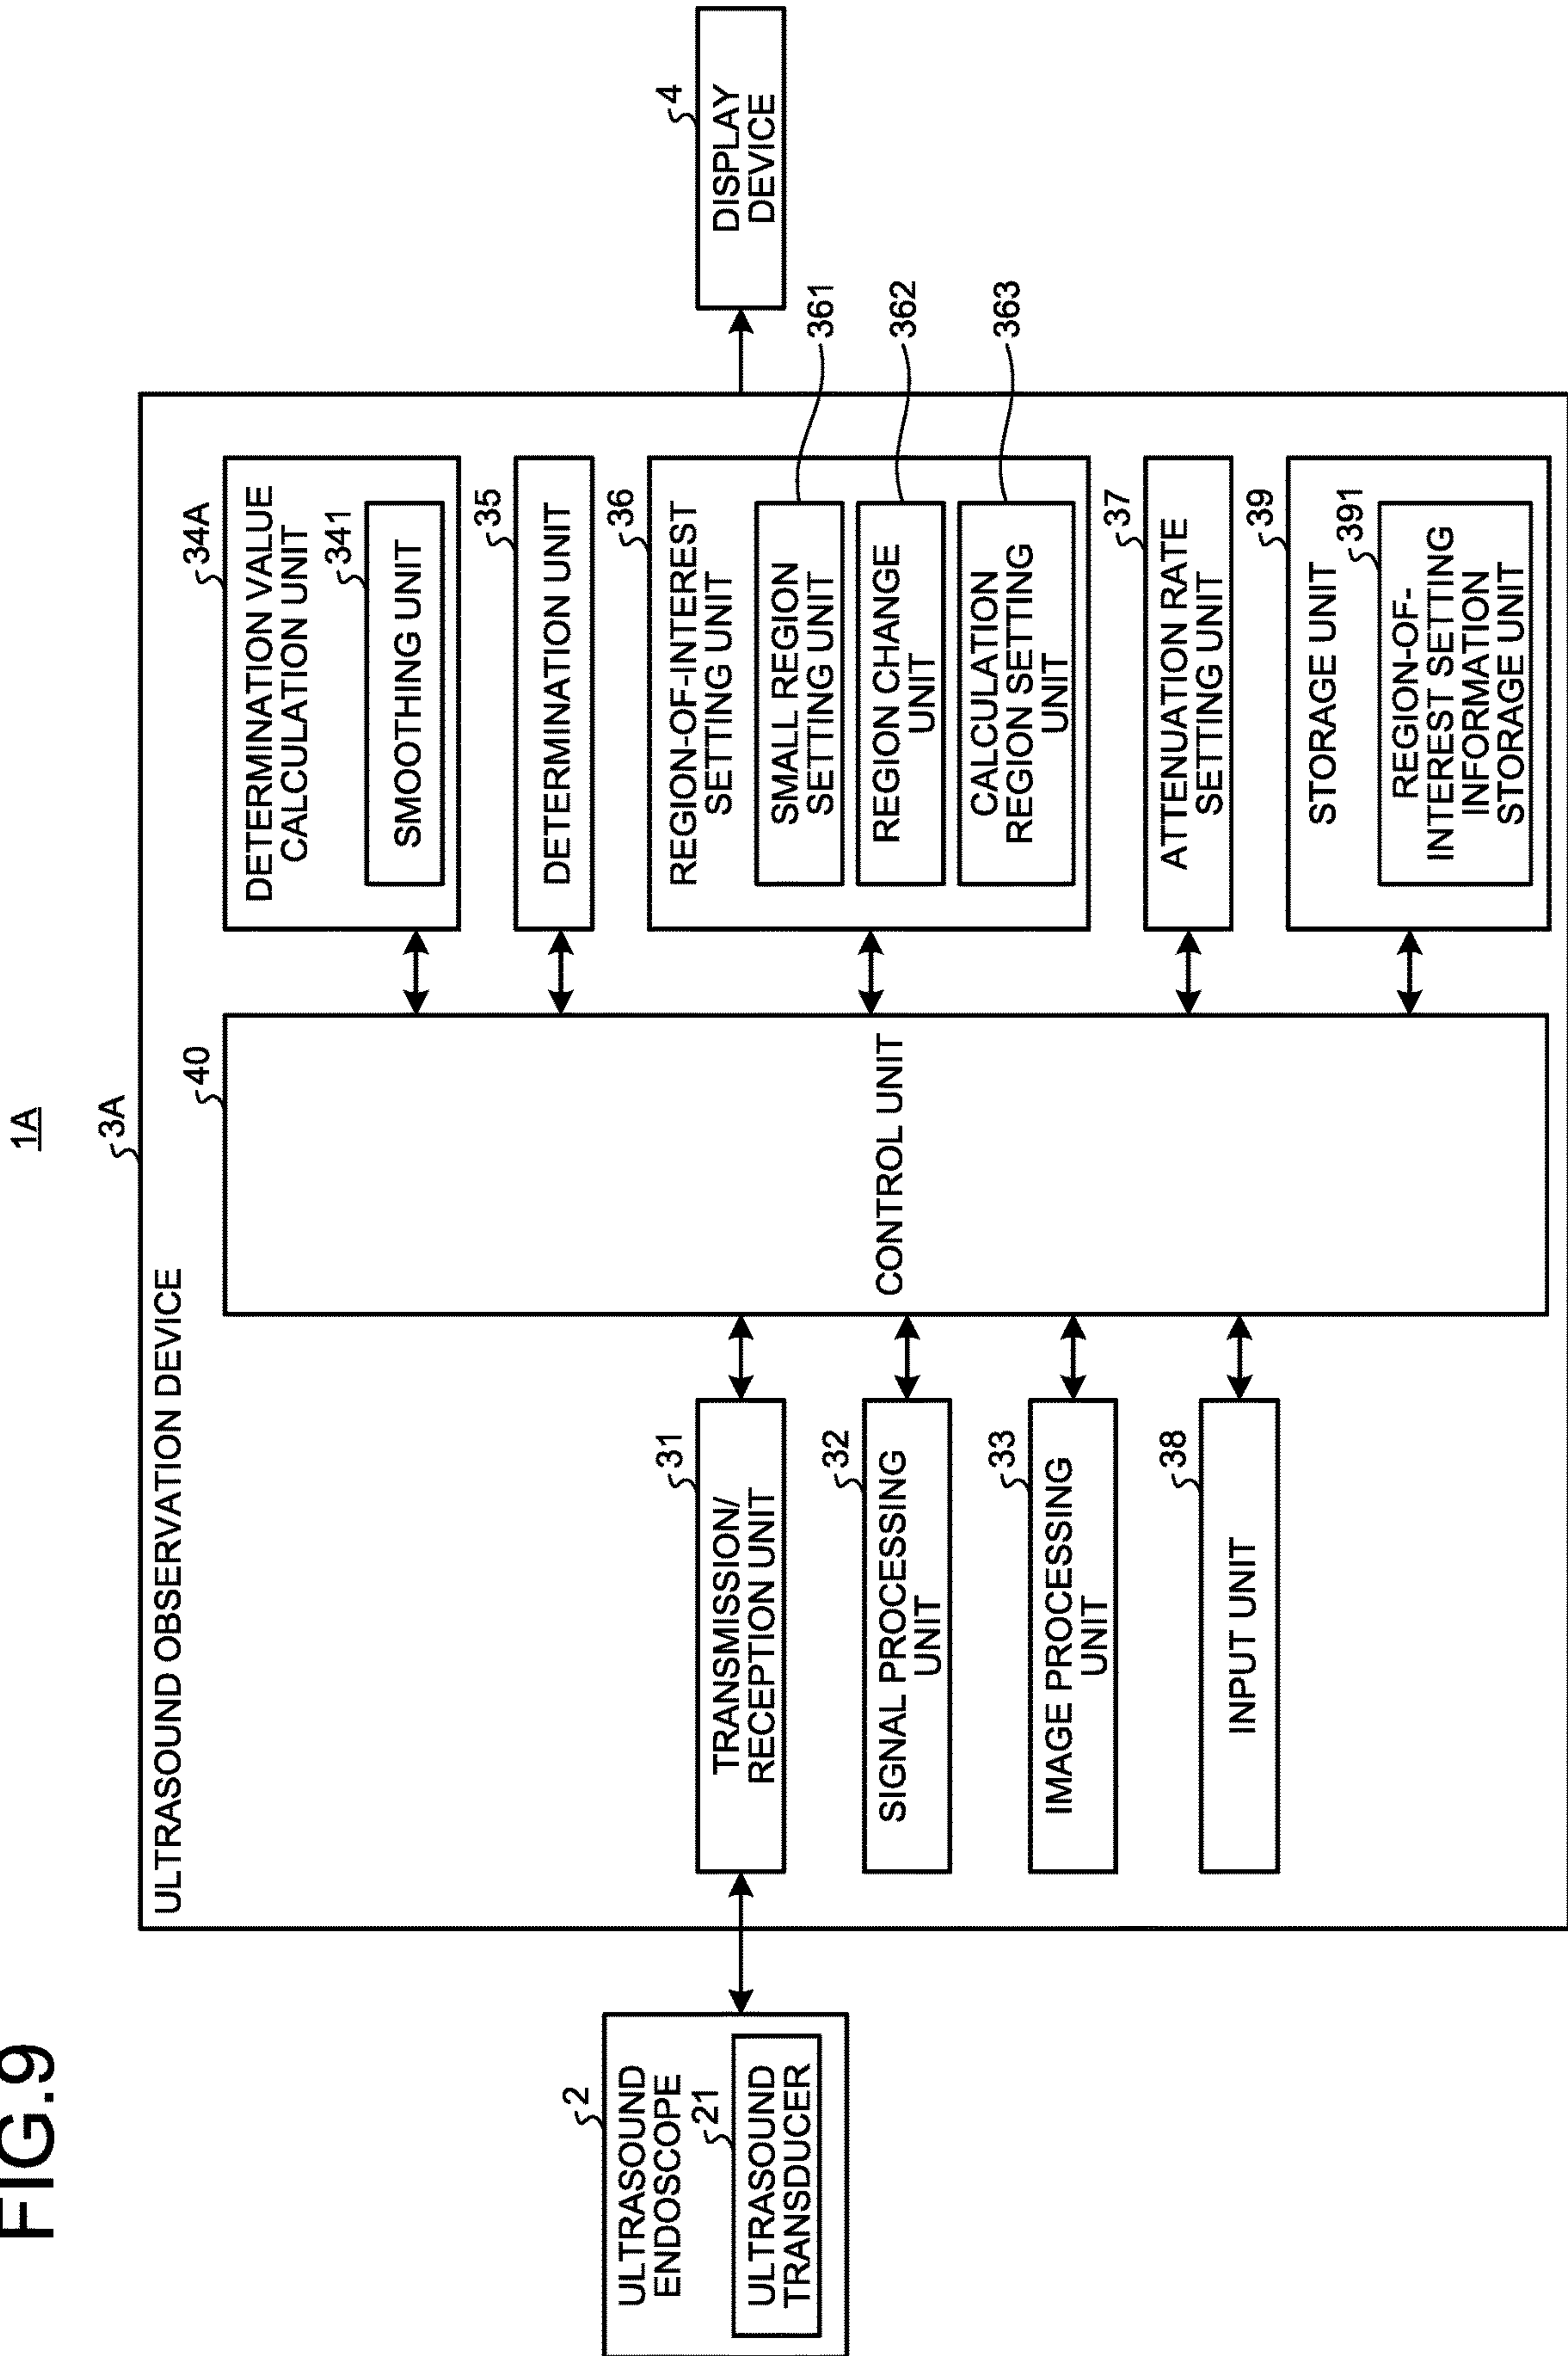 FIG.9
1A
3A
ULTRASOUND OBSERVATION DEVICE
2
ULTRASOUND
ENDOSCOPE
21
ULTRASOUND
TRANSDUCER
31
TRANSMISSION/
RECEPTION UNIT
32
SIGNAL PROCESSING
UNIT
33
IMAGE PROCESSING
UNIT
38
INPUT UNIT
40
CONTROL UNIT
34A
DETERMINATION VALUE
CALCULATION UNIT
341
SMOOTHING UNIT
35
DETERMINATION UNIT
36
REGION-OF-INTEREST
SETTING UNIT
SMALL REGION
SETTING UNIT
361
REGION CHANGE
UNIT
362
CALCULATION
REGION SETTING
UNIT
363
37
ATTENUATION RATE
SETTING UNIT
39
STORAGE UNIT
391
REGION-OF-
INTEREST SETTING
INFORMATION
STORAGE UNIT
4
DISPLAY
DEVICE